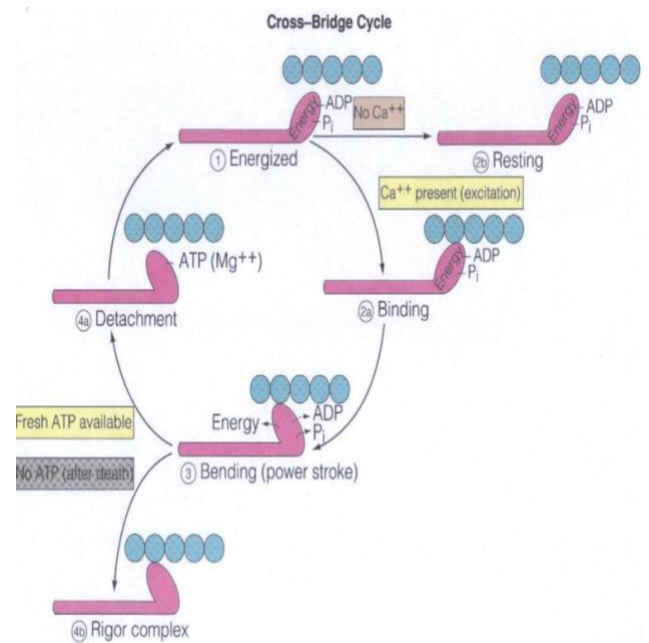 Cross–Bridge Cycle
Energy
ADP
Pi
No Ca++
Energy
ADP
Pi
1 Energized
2b Resting
Ca++ present (excitation)
ATP (Mg++)
Energy
ADP
Pi
4a Detachment
2a Binding
Fresh ATP available
Energy
ADP
Pi
No ATP (after death)
3 Bending (power stroke)
4b Rigor complex